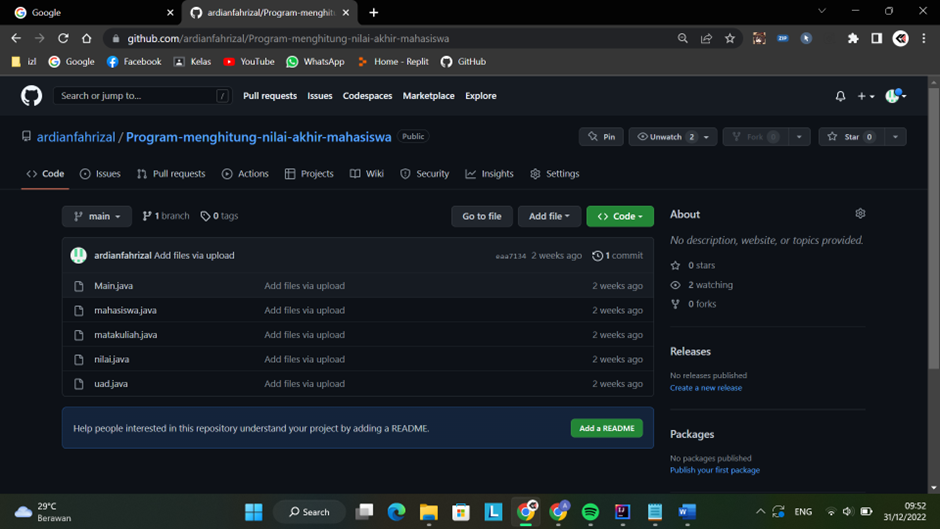 Google
ardianfahrizal/Program-menghitu
github.com/ardianfahrizal/Program-menghitung-nilai-akhir-mahasiswa
izl Google Facebook Kelas YouTube WhatsApp Home - Replit GitHub
Search or jump to... / Pull requests Issues Codespaces Marketplace Explore
ardianfahrizal / Program-menghitung-nilai-akhir-mahasiswa Public Pin Unwatch 2 Fork 0 Star 0
Code Issues Pull requests Actions Projects Wiki Security Insights Settings
main 1 branch 0 tags Go to file Add file Code
ardianfahrizal Add files via upload eaa7134 2 weeks ago 1 commit
Main.java Add files via upload 2 weeks ago
mahasiswa.java Add files via upload 2 weeks ago
matakuliah.java Add files via upload 2 weeks ago
nilai.java Add files via upload 2 weeks ago
uad.java Add files via upload 2 weeks ago
Help people interested in this repository understand your project by adding a README. Add a README
About
No description, website, or topics provided.
0 stars
2 watching
0 forks
Releases
No releases published
Create a new release
Packages
No packages published
Publish your first package
29°C
Berawan
Search
ENG
09:52
31/12/2022